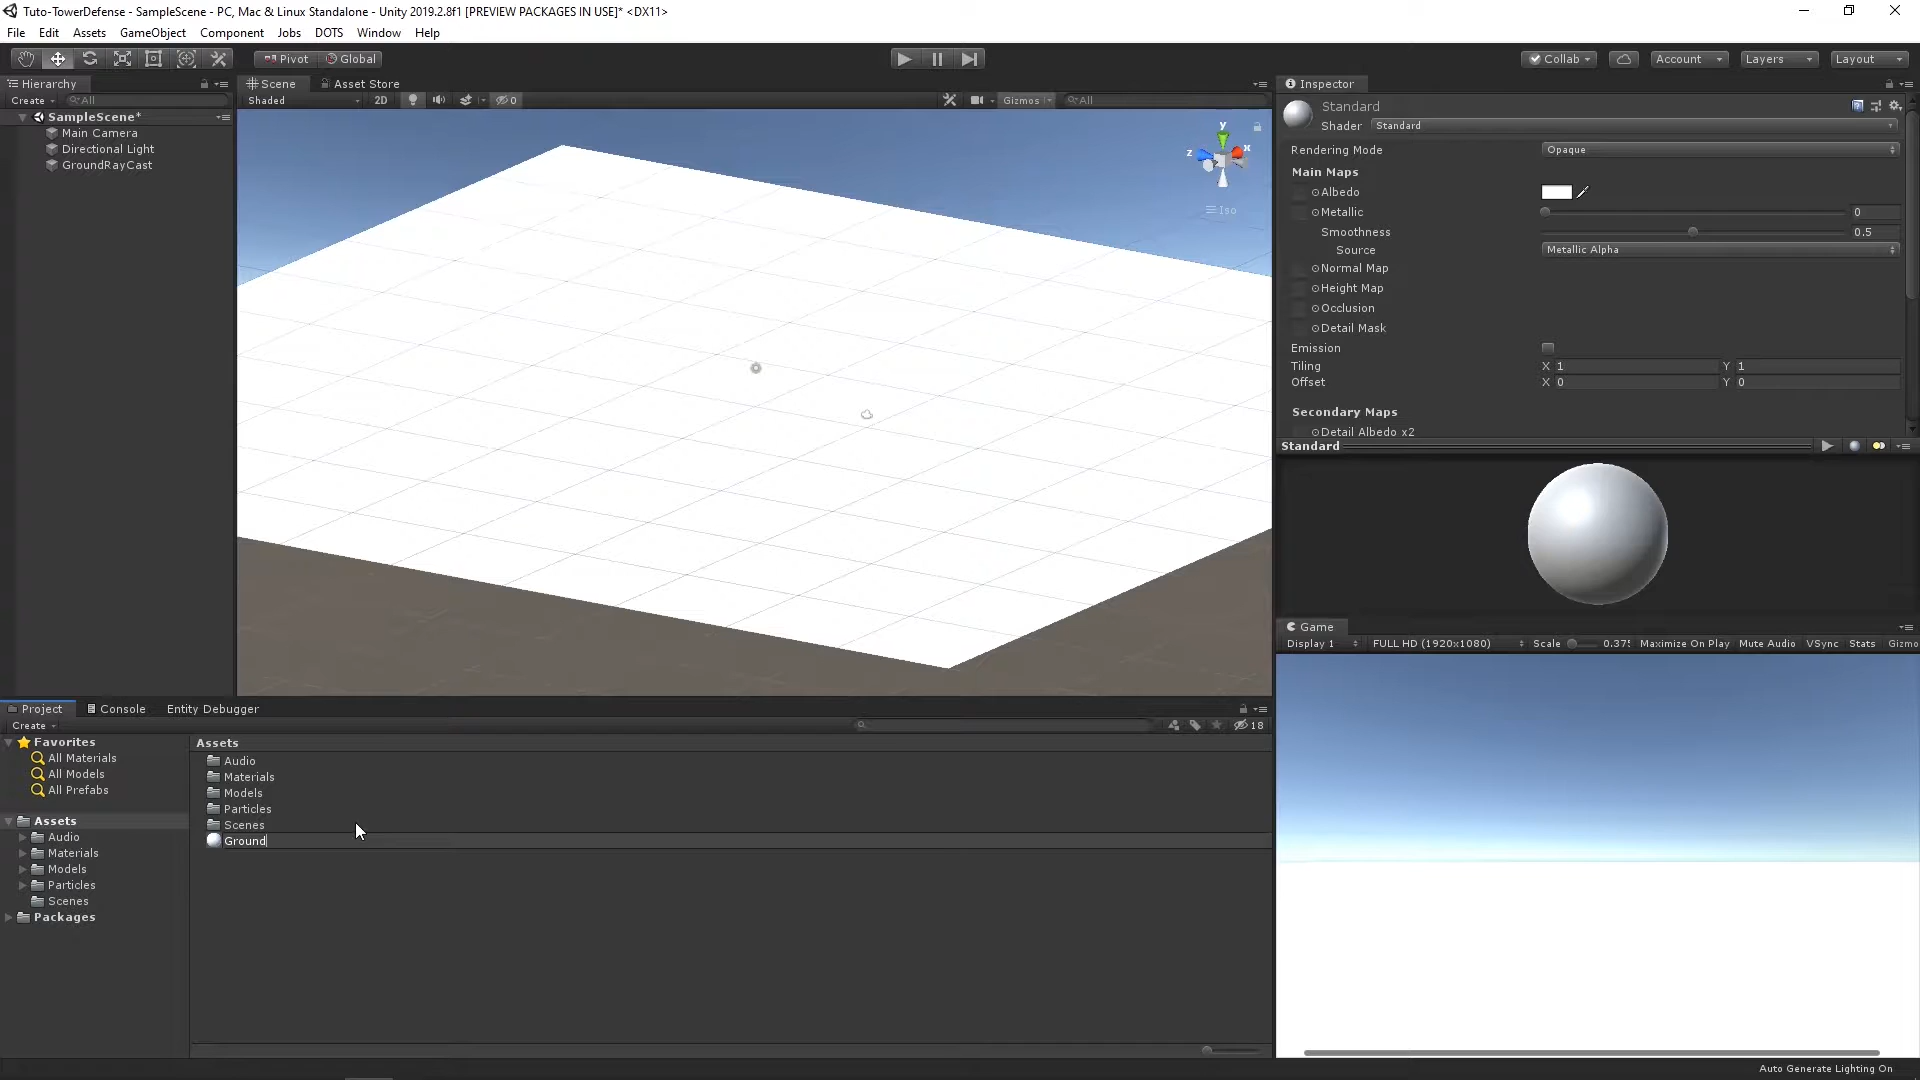 Tuto-TowerDefense - SampleScene - PC, Mac & Linux Standalone - Unity 2019.2.8f1 [PREVIEW PACKAGES IN USE]* <DX11>
File Edit Assets GameObject Component Jobs DOTS Window Help
Pivot Global Collab Account Layers Layout
Hierarchy
Create All
SampleScene*
Main Camera
Directional Light
GroundRayCast
Scene Asset Store
Shaded 2D 0 Gizmos All
y
x
z
Iso
Inspector
Standard
Shader Standard
Rendering Mode Opaque
Main Maps
Albedo
Metallic 0
Smoothness 0.5
Source Metallic Alpha
Normal Map
Height Map
Occlusion
Detail Mask
Emission
Tiling X 1 Y 1
Offset X 0 Y 0
Secondary Maps
Detail Albedo x2
Standard
Game
Display 1 FULL HD (1920x1080) Scale 0.37 Maximize On Play Mute Audio VSync Stats Gizmo
Project Console Entity Debugger
Create 18
Favorites
All Materials
All Models
All Prefabs
Assets
Audio
Materials
Models
Particles
Scenes
Packages
Assets
Audio
Materials
Models
Particles
Scenes
Ground
Auto Generate Lighting On